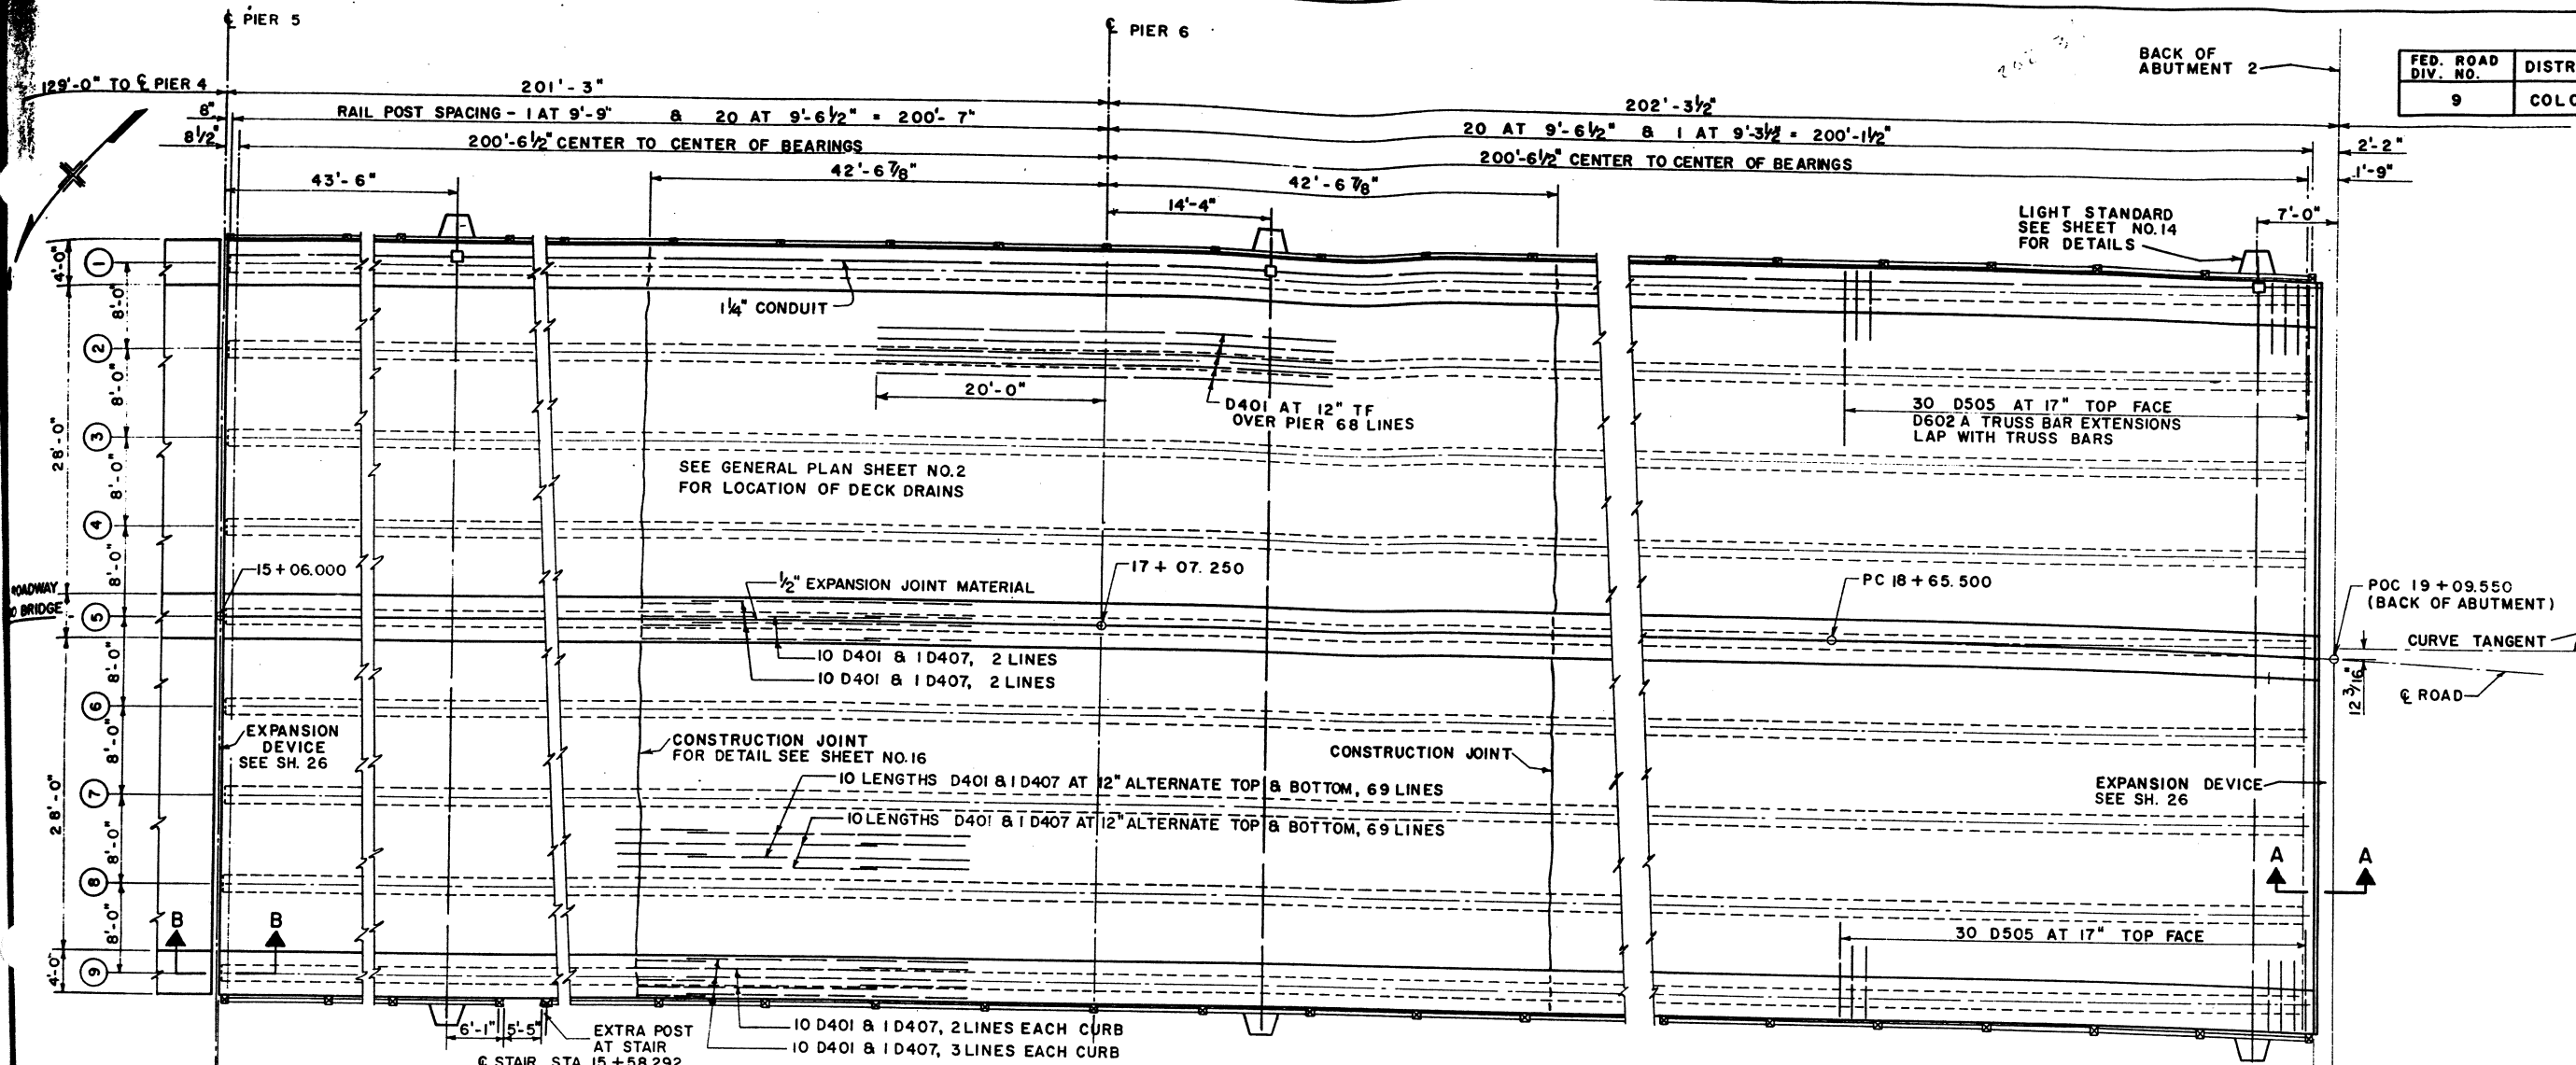 ℄ PIER 5
℄ PIER 6
BACK OF
ABUTMENT 2
FED. ROAD
DIV. NO.
DISTR
9
COLO
129'-0" TO ℄ PIER 4
201'-3"
202'-3½"
8"
RAIL POST SPACING - 1 AT 9'-9" & 20 AT 9'-6½" = 200'-7"
20 AT 9'-6½" & 1 AT 9'-3½" = 200'-1½"
8½"
200'-6½" CENTER TO CENTER OF BEARINGS
200'-6½" CENTER TO CENTER OF BEARINGS
2'-2"
1'-9"
43'-6"
42'-6⅞"
42'-6⅞"
14'-4"
7'-0"
LIGHT STANDARD
SEE SHEET NO.14
FOR DETAILS
4'-0"
28'-0"
28'-0"
4'-0"
1
2
3
4
5
6
7
8
9
8'-0"
8'-0"
8'-0"
8'-0"
8'-0"
8'-0"
8'-0"
8'-0"
1¼" CONDUIT
20'-0"
D401 AT 12" TF
OVER PIER 68 LINES
30 D505 AT 17" TOP FACE
D602 A TRUSS BAR EXTENSIONS
LAP WITH TRUSS BARS
SEE GENERAL PLAN SHEET NO.2
FOR LOCATION OF DECK DRAINS
15+06.000
½" EXPANSION JOINT MATERIAL
17+07.250
PC 18+65.500
POC 19+09.550
(BACK OF ABUTMENT)
ROADWAY
BRIDGE
CURVE TANGENT
12 3/16"
℄ ROAD
10 D401 & 1 D407, 2 LINES
10 D401 & 1 D407, 2 LINES
EXPANSION
DEVICE
SEE SH. 26
CONSTRUCTION JOINT
FOR DETAIL SEE SHEET NO.16
CONSTRUCTION JOINT
10 LENGTHS D401 & 1 D407 AT 12" ALTERNATE TOP & BOTTOM, 69 LINES
10 LENGTHS D401 & 1 D407 AT 12" ALTERNATE TOP & BOTTOM, 69 LINES
EXPANSION DEVICE
SEE SH. 26
A
A
B
B
30 D505 AT 17" TOP FACE
6'-1"
5'-5"
EXTRA POST
AT STAIR
℄ STAIR STA 15+58.292
10 D401 & 1 D407, 2 LINES EACH CURB
10 D401 & 1 D407, 3 LINES EACH CURB